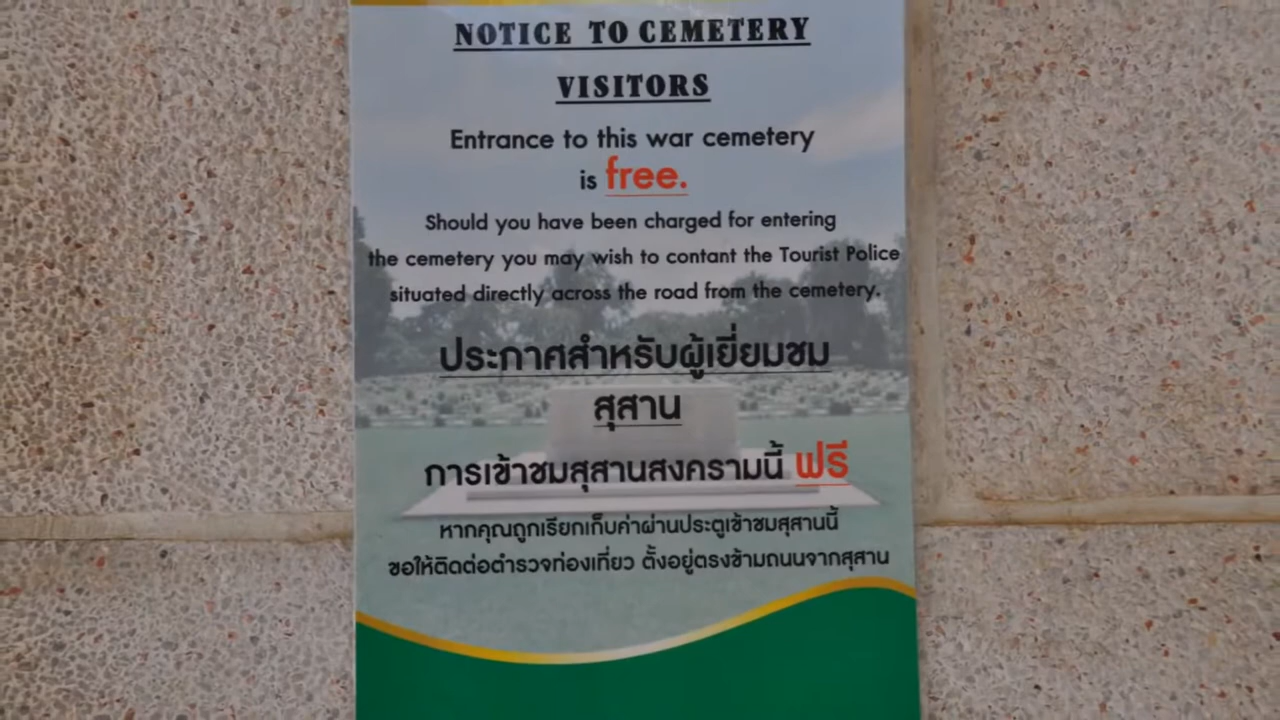 NOTICE TO CEMETERY
VISITORS
Entrance to this war cemetery
is free.
Should you have been charged for entering
the cemetery you may wish to contant the Tourist Police
situated directly across the road from the cemetery.
ประกาศสำหรับผู้เยี่ยมชม
สุสาน
การเข้าชมสุสานสงครามนี้ ฟรี
หากคุณถูกเรียกเก็บค่าผ่านประตูเข้าชมสุสานนี้
ขอให้ติดต่อตำรวจท่องเที่ยว ตั้งอยู่ตรงข้ามถนนจากสุสาน